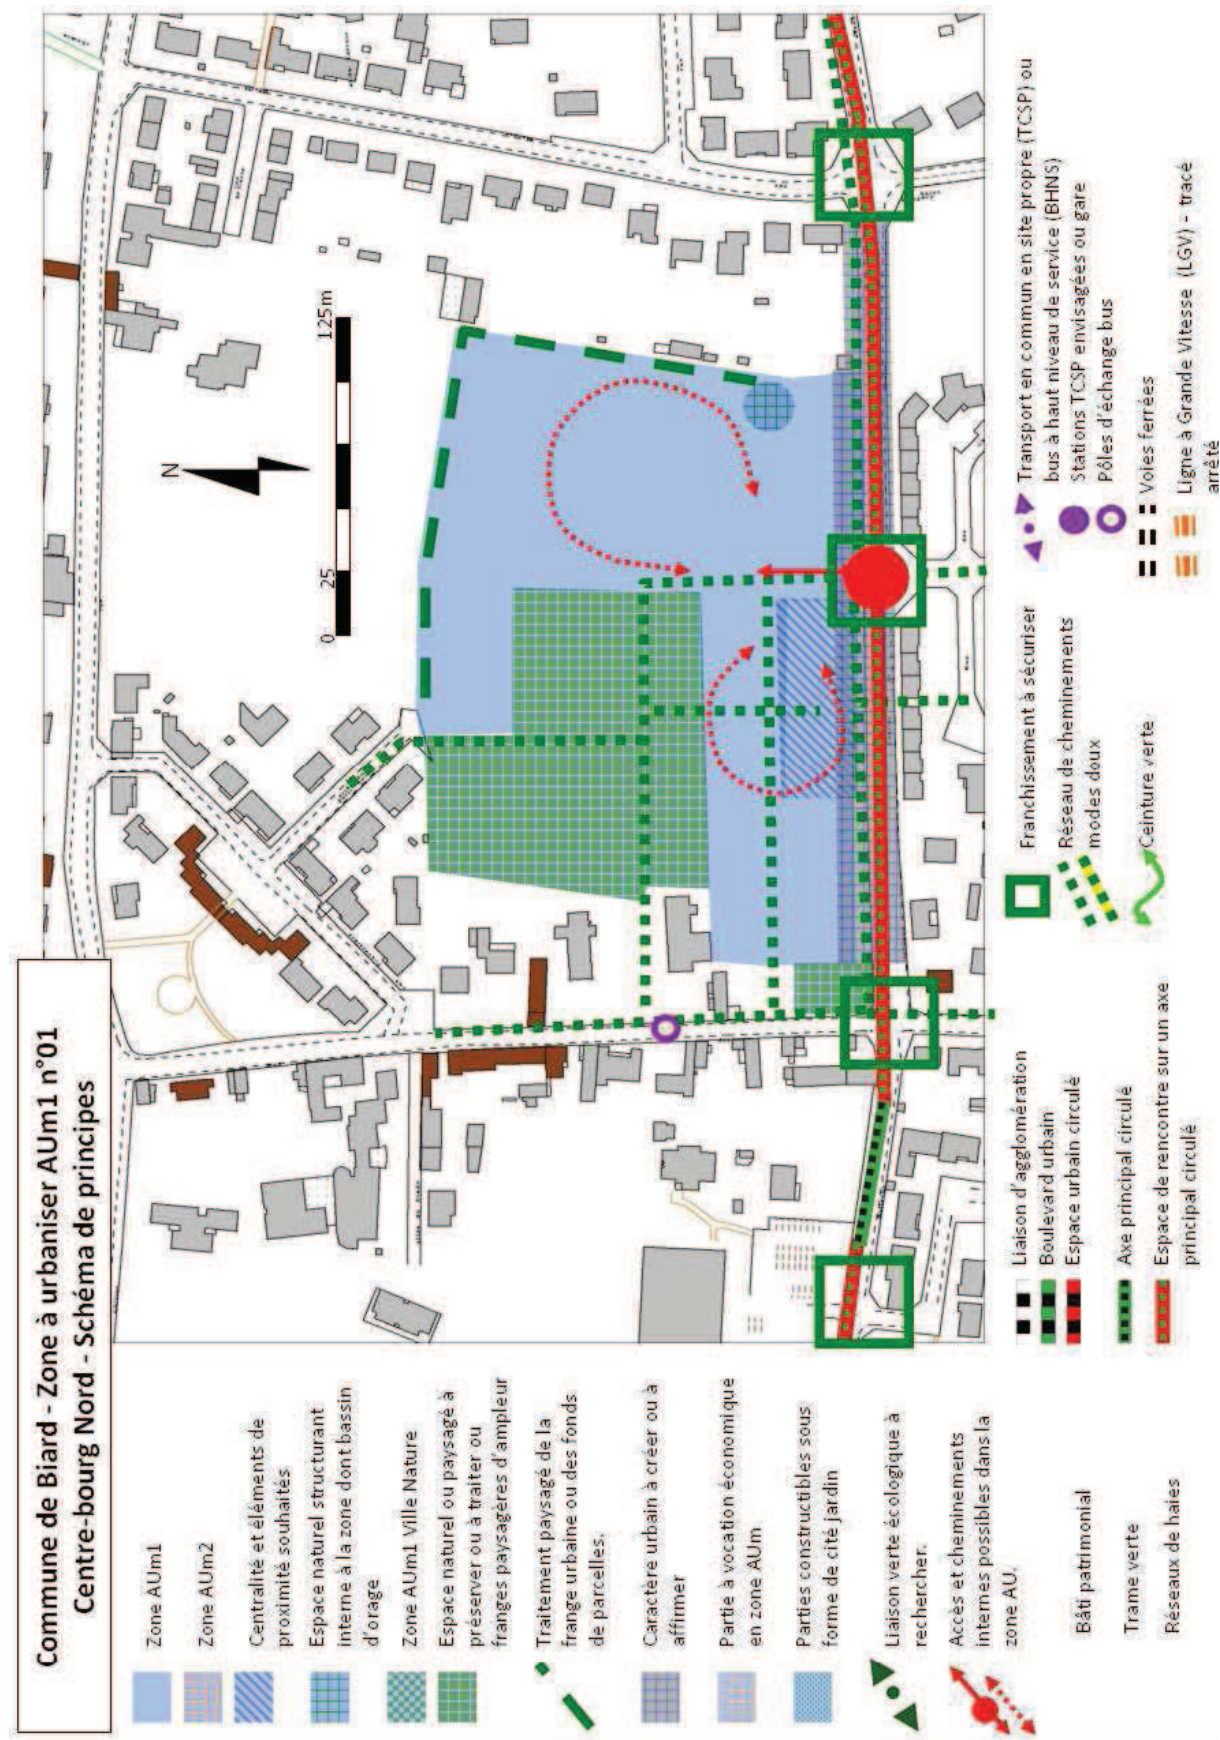 Commune de Biard - Zone à urbaniser AUm1 n°01
Centre-bourg Nord - Schéma de principes
N
0
25
125m
Zone AUm1
Zone AUm2
Centralité et éléments de
proximité souhaités
Espace naturel structurant
interne à la zone dont bassin
d'orage
Zone AUm1 Ville Nature
Espace naturel ou paysagé à
préserver ou à traiter ou
franges paysagères d'ampleur
Traitement paysagé de la
frange urbaine ou des fonds
de parcelles.
Caractère urbain à créer ou à
affirmer
Partie à vocation économique
en zone AUm
Parties constructibles sous
forme de cité jardin
Liaison verte écologique à
rechercher.
Accès et cheminements
internes possibles dans la
zone AU.
Bâti patrimonial
Trame verte
Réseaux de haies
Liaison d'agglomération
Boulevard urbain
Espace urbain circulé
Axe principal circulé
Espace de rencontre sur un axe
principal circulé
Franchissement à sécuriser
Réseau de cheminements
modes doux
Ceinture verte
Transport en commun en site propre (TCSP) ou
bus à haut niveau de service (BHNS)
Stations TCSP envisagées ou gare
Pôles d'échange bus
Voies ferrées
Ligne à Grande Vitesse (LGV) - tracé
arrêté